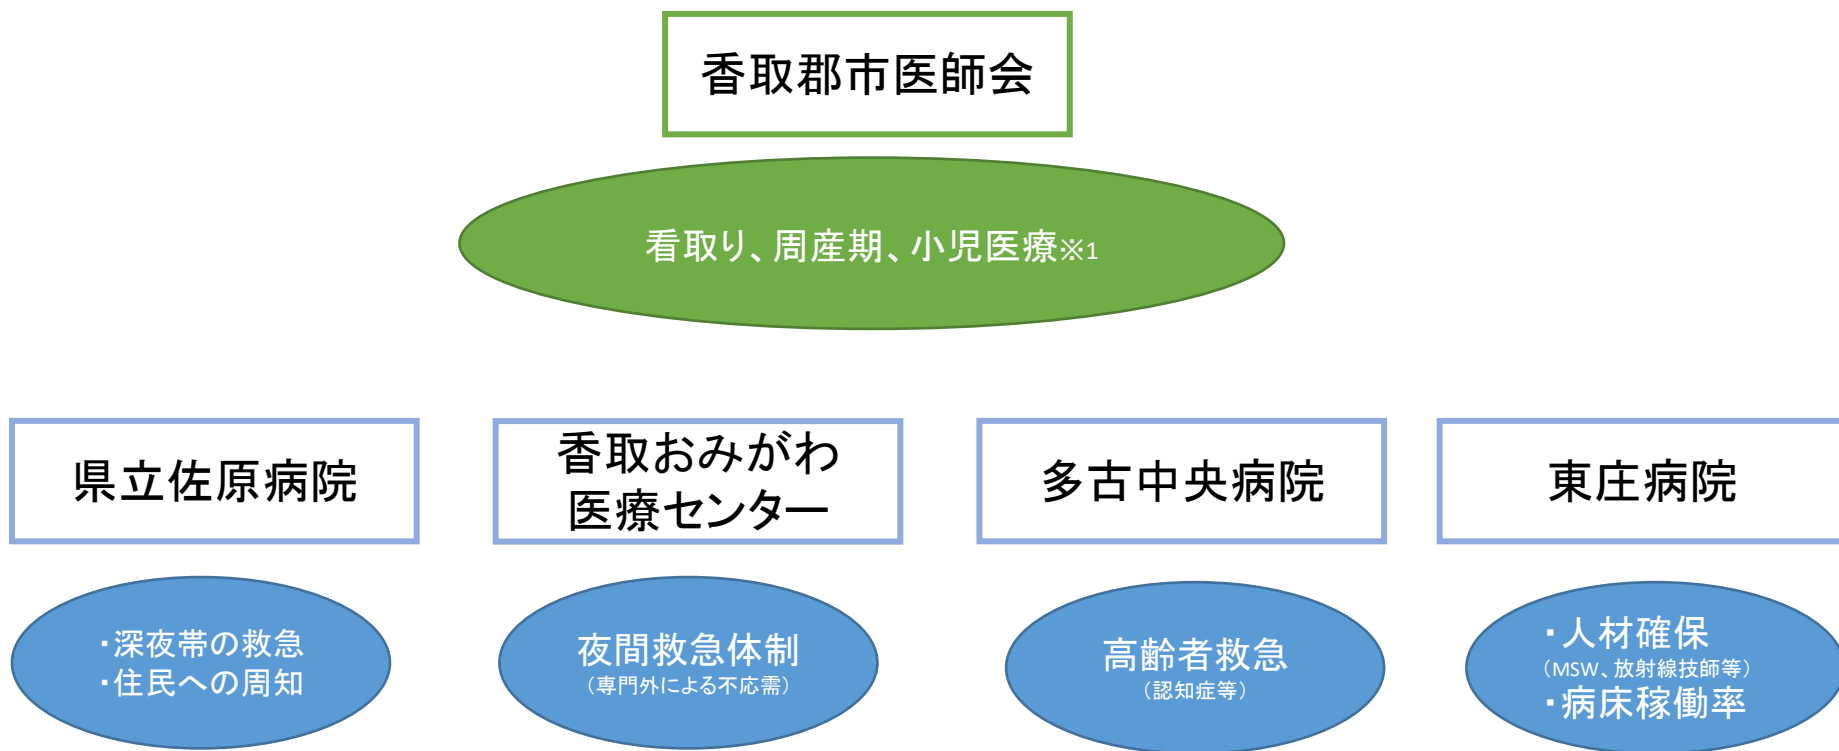 香取郡市医師会
看取り、周産期、小児医療※1
県立佐原病院
香取おみがわ
医療センター
多古中央病院
東庄病院
・深夜帯の救急
・住民への周知
夜間救急体制
（専門外による不応需）
高齢者救急
（認知症等）
・人材確保
（MSW、放射線技師等）
・病床稼働率